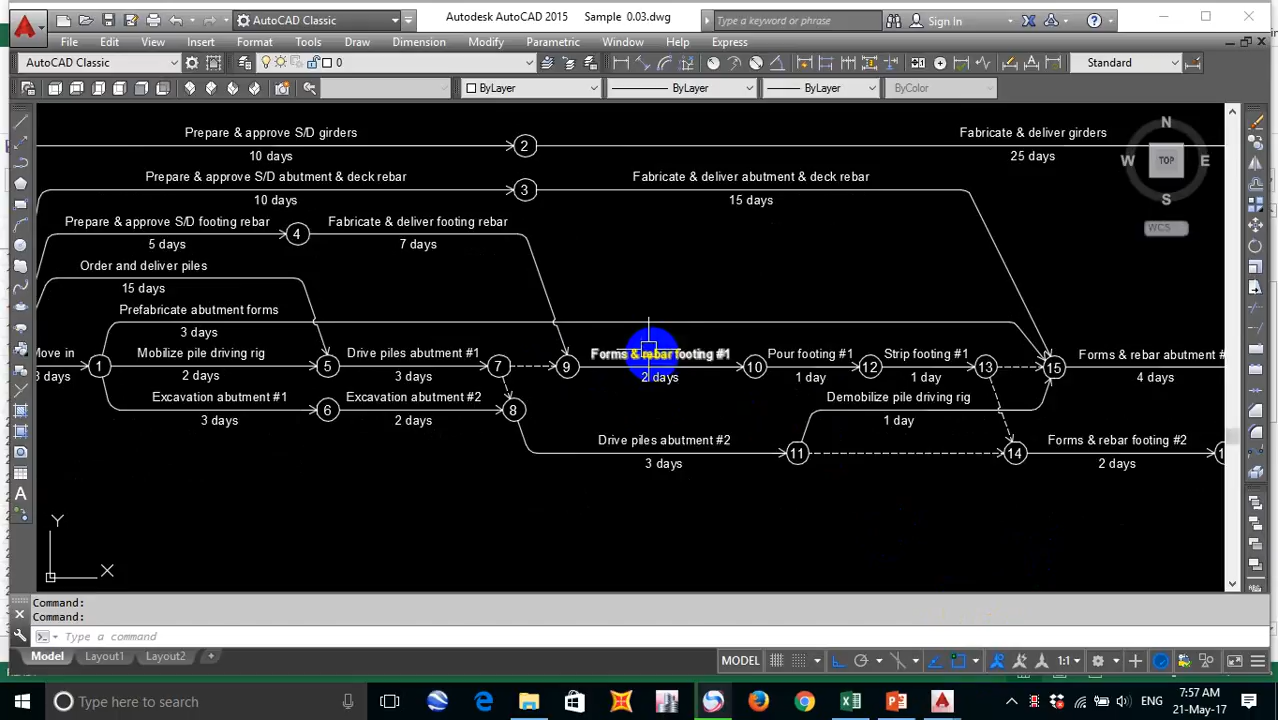 AutoCAD Classic
Autodesk AutoCAD 2015 Sample 0.03.dwg
Type a keyword or phrase
Sign In
File Edit View Insert Format Tools Draw Dimension Modify Parametric Window Help Express
AutoCAD Classic
0
Standard
ByLayer
ByLayer
ByLayer
ByColor
Prepare & approve S/D girders
10 days
2
Fabricate & deliver girders
25 days
N
W TOP E
S
WCS
Prepare & approve S/D abutment & deck rebar
10 days
3
Fabricate & deliver abutment & deck rebar
15 days
Prepare & approve S/D footing rebar
5 days
4
Fabricate & deliver footing rebar
7 days
Order and deliver piles
15 days
Prefabricate abutment forms
3 days
Move in
3 days
1
Mobilize pile driving rig
2 days
5
Drive piles abutment #1
3 days
7
9
Forms & rebar footing #1
2 days
10
Pour footing #1
1 day
12
Strip footing #1
1 day
13
15
Forms & rebar abutment #
4 days
Excavation abutment #1
3 days
6
Excavation abutment #2
2 days
8
Demobilize pile driving rig
1 day
Drive piles abutment #2
3 days
11
14
Forms & rebar footing #2
2 days
1
Y
X
Command:
Command:
Type a command
Model Layout1 Layout2 +
MODEL
1:1
Type here to search
ENG
7:57 AM
21-May-17